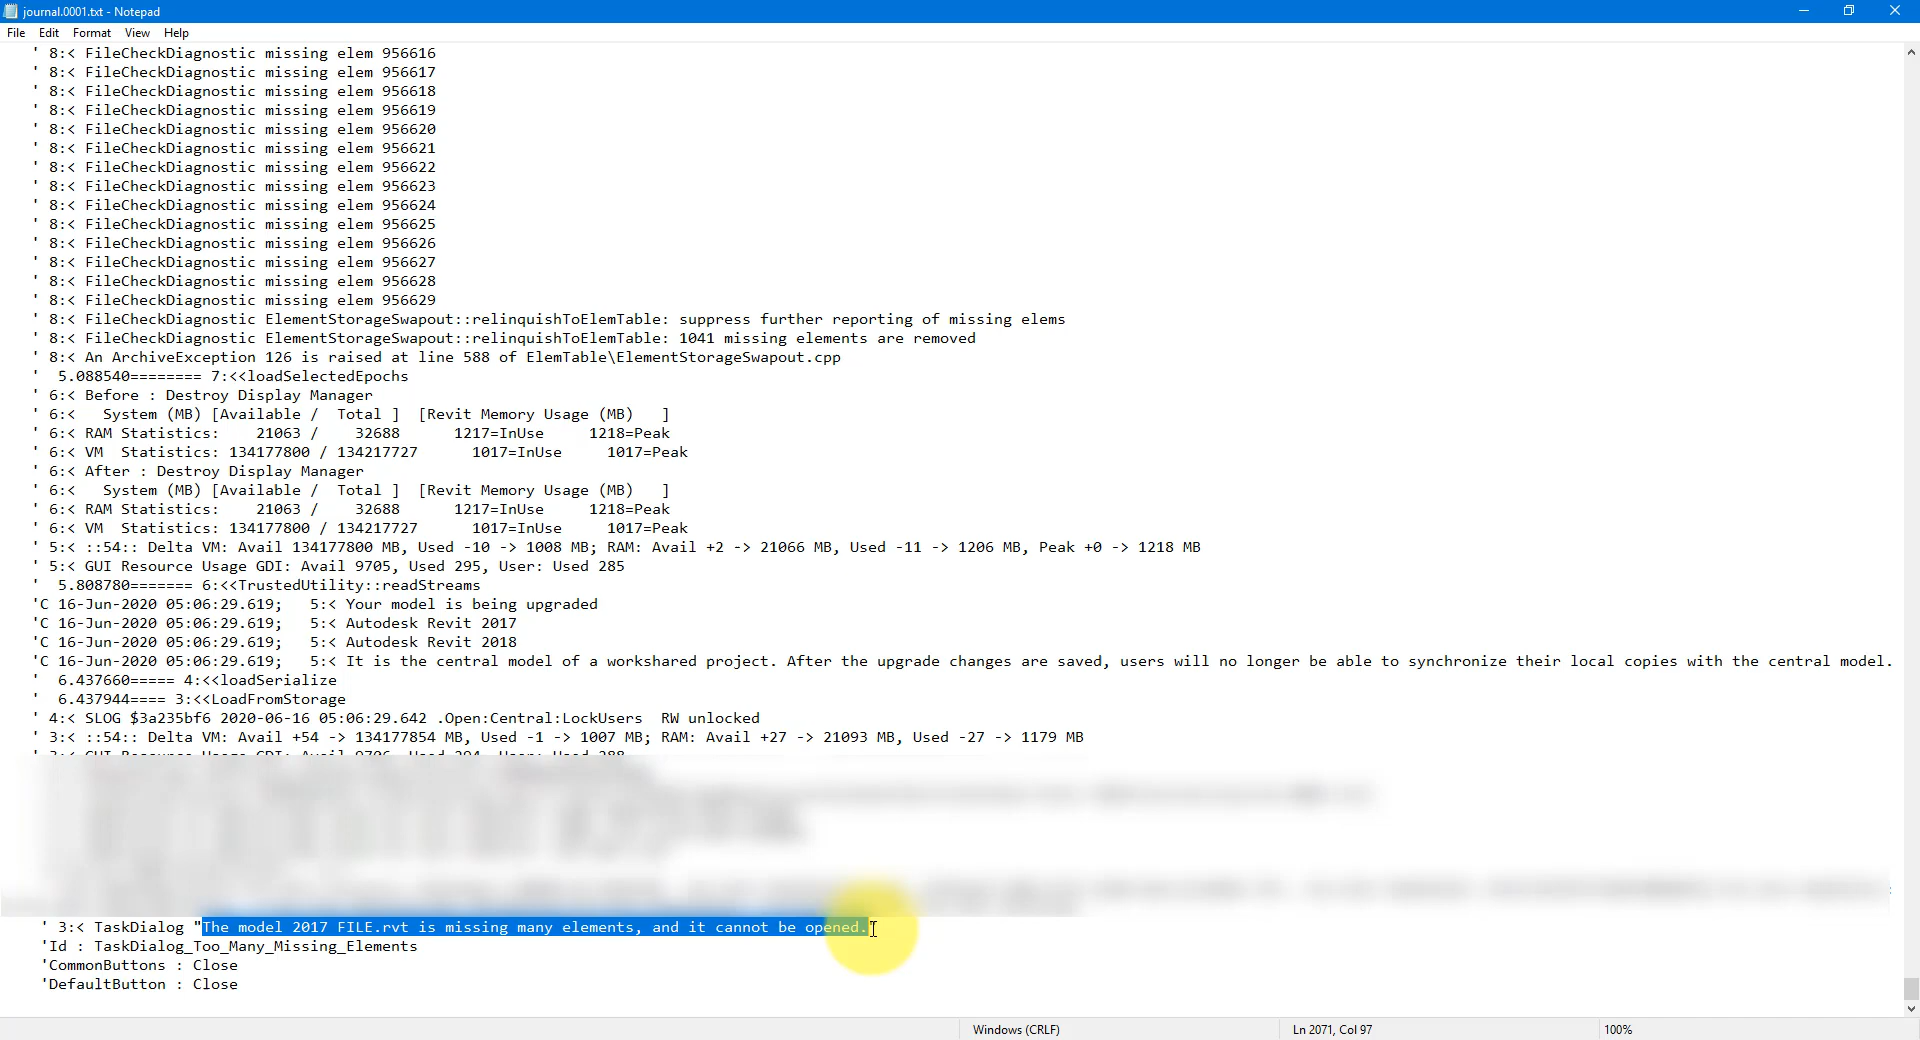 journal.0001.txt - Notepad
File Edit Format View Help
' 8:< FileCheckDiagnostic missing elem 956616
' 8:< FileCheckDiagnostic missing elem 956617
' 8:< FileCheckDiagnostic missing elem 956618
' 8:< FileCheckDiagnostic missing elem 956619
' 8:< FileCheckDiagnostic missing elem 956620
' 8:< FileCheckDiagnostic missing elem 956621
' 8:< FileCheckDiagnostic missing elem 956622
' 8:< FileCheckDiagnostic missing elem 956623
' 8:< FileCheckDiagnostic missing elem 956624
' 8:< FileCheckDiagnostic missing elem 956625
' 8:< FileCheckDiagnostic missing elem 956626
' 8:< FileCheckDiagnostic missing elem 956627
' 8:< FileCheckDiagnostic missing elem 956628
' 8:< FileCheckDiagnostic missing elem 956629
' 8:< FileCheckDiagnostic ElementStorageSwapout::relinquishToElemTable: suppress further reporting of missing elems
' 8:< FileCheckDiagnostic ElementStorageSwapout::relinquishToElemTable: 1041 missing elements are removed
' 8:< An ArchiveException 126 is raised at line 588 of ElemTable\ElementStorageSwapout.cpp
'  5.088540======== 7:<<loadSelectedEpochs
' 6:< Before : Destroy Display Manager
' 6:<   System (MB) [Available /  Total ]  [Revit Memory Usage (MB)   ]
' 6:< RAM Statistics:    21063 /    32688      1217=InUse     1218=Peak
' 6:< VM  Statistics: 134177800 / 134217727      1017=InUse     1017=Peak
' 6:< After : Destroy Display Manager
' 6:<   System (MB) [Available /  Total ]  [Revit Memory Usage (MB)   ]
' 6:< RAM Statistics:    21063 /    32688      1217=InUse     1218=Peak
' 6:< VM  Statistics: 134177800 / 134217727      1017=InUse     1017=Peak
' 5:< ::54:: Delta VM: Avail 134177800 MB, Used -10 -> 1008 MB; RAM: Avail +2 -> 21066 MB, Used -11 -> 1206 MB, Peak +0 -> 1218 MB
' 5:< GUI Resource Usage GDI: Avail 9705, Used 295, User: Used 285
'  5.808780======= 6:<<TrustedUtility::readStreams
'C 16-Jun-2020 05:06:29.619;   5:< Your model is being upgraded
'C 16-Jun-2020 05:06:29.619;   5:< Autodesk Revit 2017
'C 16-Jun-2020 05:06:29.619;   5:< Autodesk Revit 2018
'C 16-Jun-2020 05:06:29.619;   5:< It is the central model of a workshared project. After the upgrade changes are saved, users will no longer be able to synchronize their local copies with the central model.
'  6.437660===== 4:<<loadSerialize
'  6.437944==== 3:<<LoadFromStorage
' 4:< SLOG $3a235bf6 2020-06-16 05:06:29.642 .Open:Central:LockUsers  RW unlocked
' 3:< ::54:: Delta VM: Avail +54 -> 134177854 MB, Used -1 -> 1007 MB; RAM: Avail +27 -> 21093 MB, Used -27 -> 1179 MB
' 3:< GUI Resource Usage GDI: Avail 9706, Used 294, User: Used 288
' 3:< TaskDialog "The model 2017 FILE.rvt is missing many elements, and it cannot be opened."
'Id : TaskDialog_Too_Many_Missing_Elements
'CommonButtons : Close
'DefaultButton : Close
Windows (CRLF) Ln 2071, Col 97 100%